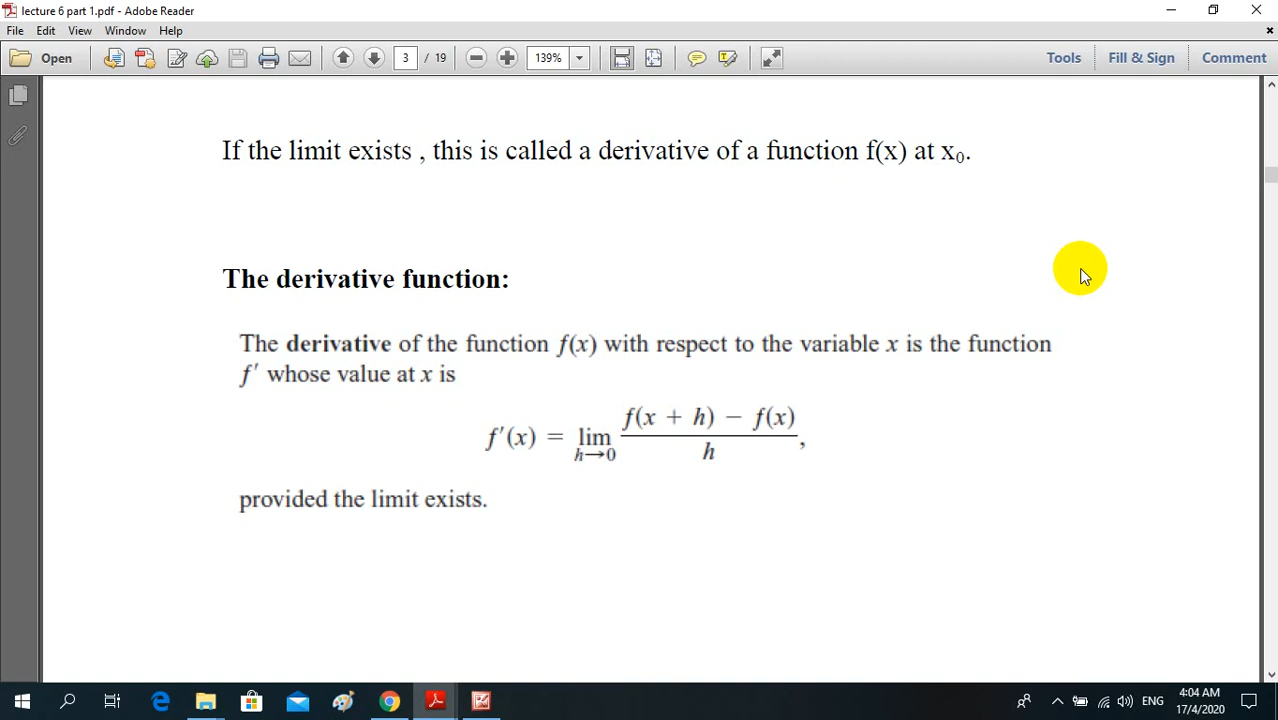 lecture 6 part 1.pdf - Adobe Reader
File Edit View Window Help
Open 3 / 19 139% Tools Fill & Sign Comment
If the limit exists , this is called a derivative of a function f(x) at x₀.
The derivative function:
The derivative of the function f(x) with respect to the variable x is the function
f′ whose value at x is
f′(x) = lim h→0 f(x + h) − f(x) / h ,
provided the limit exists.
ENG 4:04 AM
17/4/2020